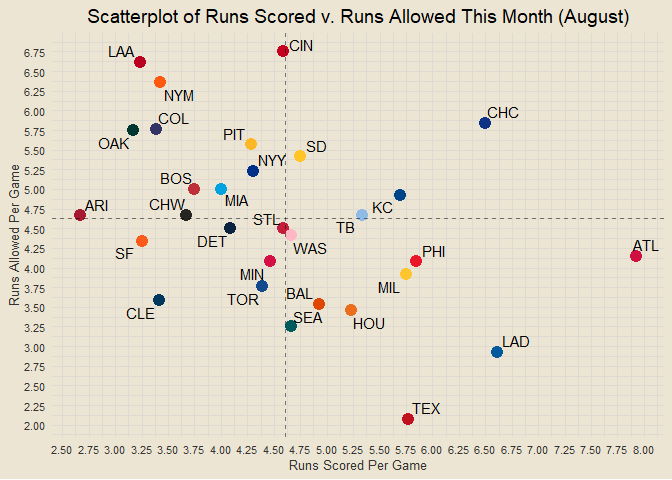 Scatterplot of Runs Scored v. Runs Allowed This Month (August)
Runs Allowed Per Game
6.75
6.50
6.25
6.00
5.75
5.50
5.25
5.00
4.75
4.50
4.25
4.00
3.75
3.50
3.25
3.00
2.75
2.50
2.25
2.00
LAA
CIN
NYM
CHC
COL
OAK
PIT
SD
NYY
BOS
MIA
KC
ARI
CHW
STL
TB
DET
WAS
SF
PHI
ATL
MIN
MIL
TOR
BAL
CLE
SEA
HOU
LAD
TEX
2.50 2.75 3.00 3.25 3.50 3.75 4.00 4.25 4.50 4.75 5.00 5.25 5.50 5.75 6.00 6.25 6.50 6.75 7.00 7.25 7.50 7.75 8.00
Runs Scored Per Game